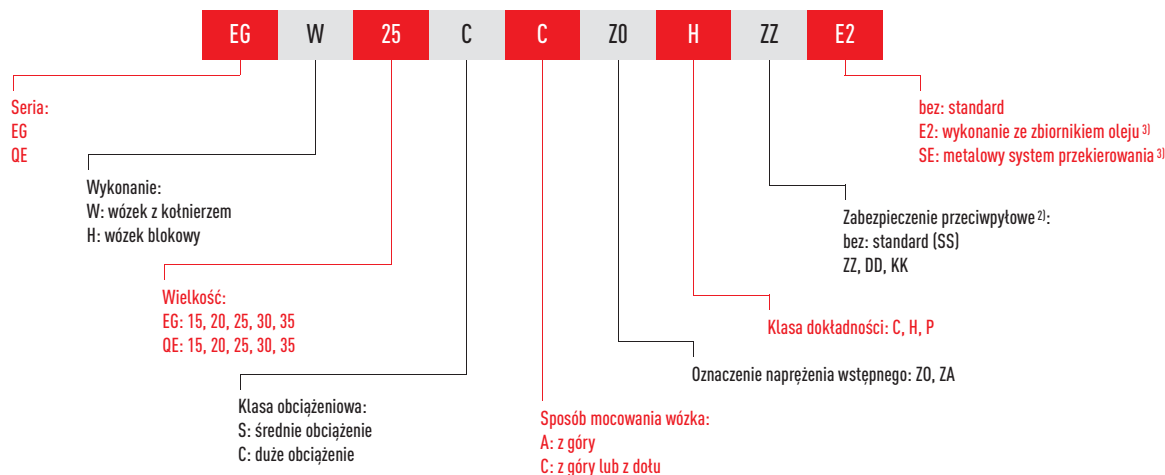 EG W 25 C C Z0 H ZZ E2
Seria:
EG
QE
bez: standard
E2: wykonanie ze zbiornikiem oleju 3)
SE: metalowy system przekierowania 3)
Wykonanie:
W: wózek z kołnierzem
H: wózek blokowy
Zabezpieczenie przeciwpyłowe 2):
bez: standard (SS)
ZZ, DD, KK
Wielkość:
EG: 15, 20, 25, 30, 35
QE: 15, 20, 25, 30, 35
Klasa dokładności: C, H, P
Oznaczenie naprężenia wstępnego: Z0, ZA
Klasa obciążeniowa:
S: średnie obciążenie
C: duże obciążenie
Sposób mocowania wózka:
A: z góry
C: z góry lub z dołu